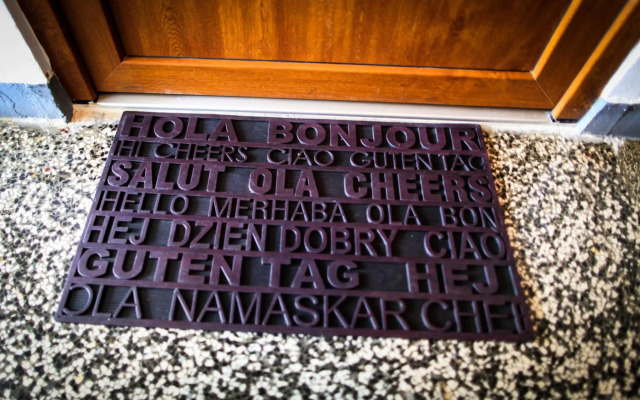 HOLA BONJOUR
HI CHEERS CIAO GUTEN TAG
SALUT OLA CHEERS
HELLO MERHABA OLA BON
HEJ DZIEN DOBRY CIAO
GUTEN TAG HEJ
OLA NAMASKAR CHE